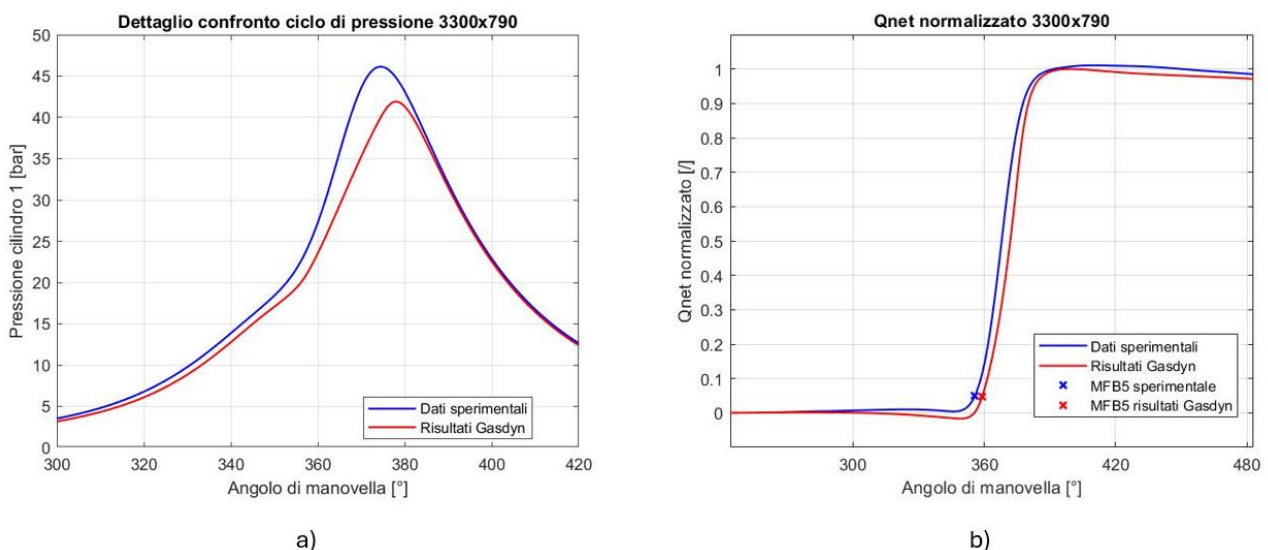 Dettaglio confronto ciclo di pressione 3300x790
50
45
40
35
30
25
20
15
10
5
0
300
320
340
360
380
400
420
Pressione cilindro 1 [bar]
Angolo di manovella [°]
Dati sperimentali
Risultati Gasdyn
a)
Qnet normalizzato 3300x790
1
0.9
0.8
0.7
0.6
0.5
0.4
0.3
0.2
0.1
0
300
360
420
480
Qnet normalizzato [/]
Angolo di manovella [°]
Dati sperimentali
Risultati Gasdyn
MFB5 sperimentale
MFB5 risultati Gasdyn
b)